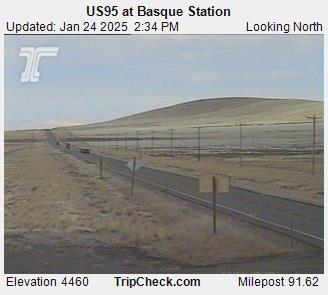 US95 at Basque Station
Updated: Jan 24 2025 2:34 PM Looking North
Elevation 4460 TripCheck.com Milepost 91.62